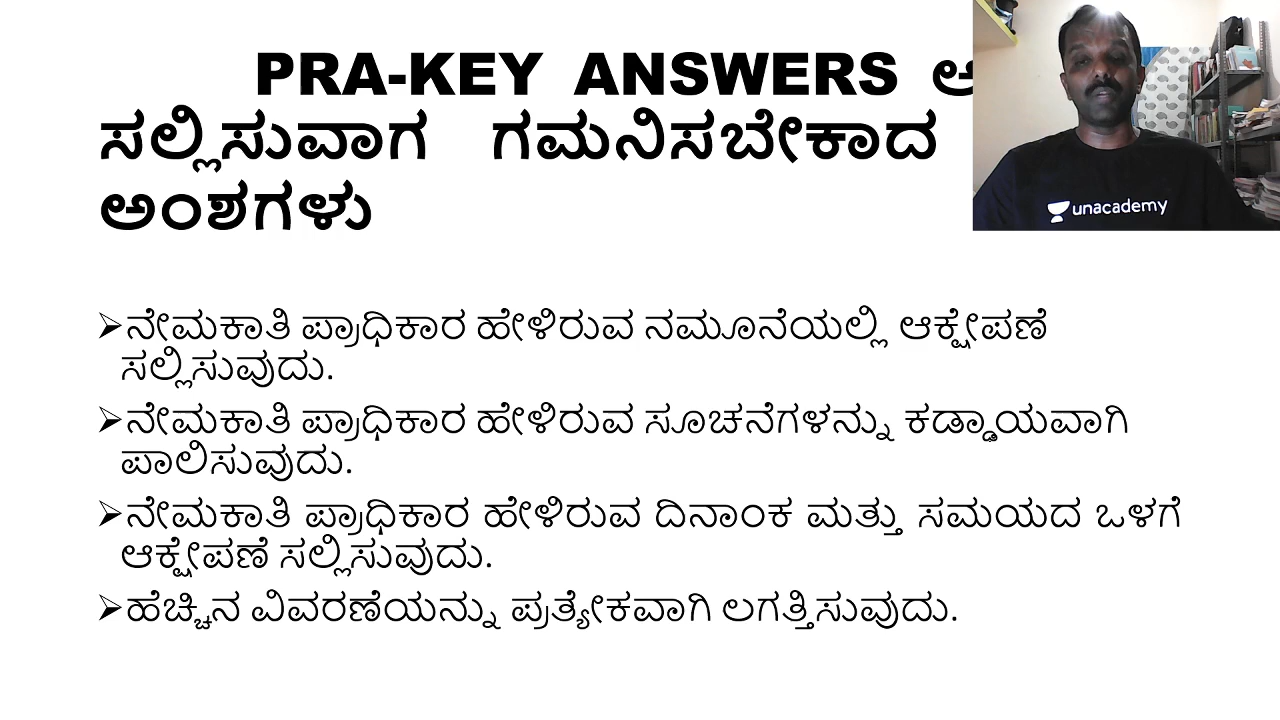 PRA-KEY ANSWERS
ಸಲ್ಲಿಸುವಾಗ ಗಮನಿಸಬೇಕಾದ
ಅಂಶಗಳು
unacademy
➢ನೇಮಕಾತಿ ಪ್ರಾಧಿಕಾರ ಹೇಳಿರುವ ನಮೂನೆಯಲ್ಲಿ ಆಕ್ಷೇಪಣೆ
ಸಲ್ಲಿಸುವುದು.
➢ನೇಮಕಾತಿ ಪ್ರಾಧಿಕಾರ ಹೇಳಿರುವ ಸೂಚನೆಗಳನ್ನು ಕಡ್ಡಾಯವಾಗಿ
ಪಾಲಿಸುವುದು.
➢ನೇಮಕಾತಿ ಪ್ರಾಧಿಕಾರ ಹೇಳಿರುವ ದಿನಾಂಕ ಮತ್ತು ಸಮಯದ ಒಳಗೆ
ಆಕ್ಷೇಪಣೆ ಸಲ್ಲಿಸುವುದು.
➢ಹೆಚ್ಚಿನ ವಿವರಣೆಯನ್ನು ಪ್ರತ್ಯೇಕವಾಗಿ ಲಗತ್ತಿಸುವುದು.